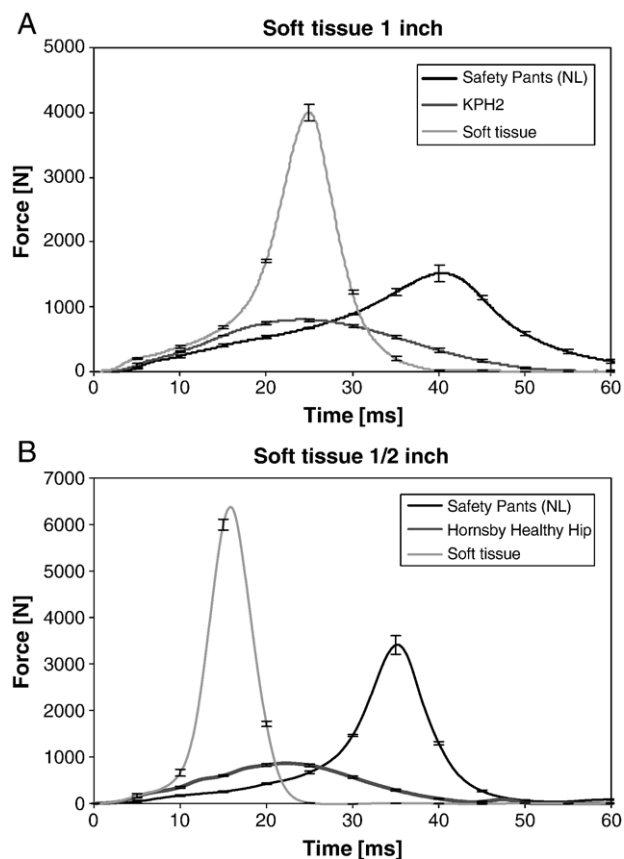 A
Soft tissue 1 inch
5000
4000
3000
2000
1000
0
Force [N]
Safety Pants (NL)
KPH2
Soft tissue
0 10 20 30 40 50 60
Time [ms]
B
Soft tissue 1/2 inch
7000
6000
5000
4000
3000
2000
1000
0
Force [N]
Safety Pants (NL)
Hornsby Healthy Hip
Soft tissue
0 10 20 30 40 50 60
Time [ms]